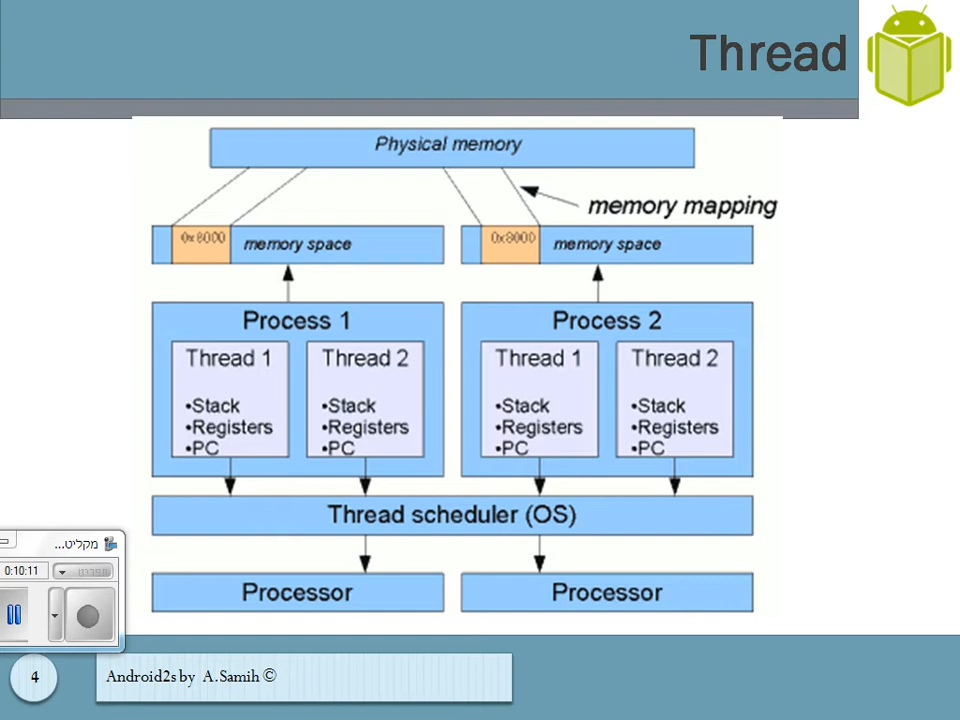 Thread
Physical memory
memory mapping
0x8000 memory space
0x8000 memory space
Process 1
Process 2
Thread 1
•Stack
•Registers
•PC
Thread 2
•Stack
•Registers
•PC
Thread 1
•Stack
•Registers
•PC
Thread 2
•Stack
•Registers
•PC
Thread scheduler (OS)
Processor
Processor
מקליט...
0:10:11
תפריט
4
Android2s by A.Samih ©